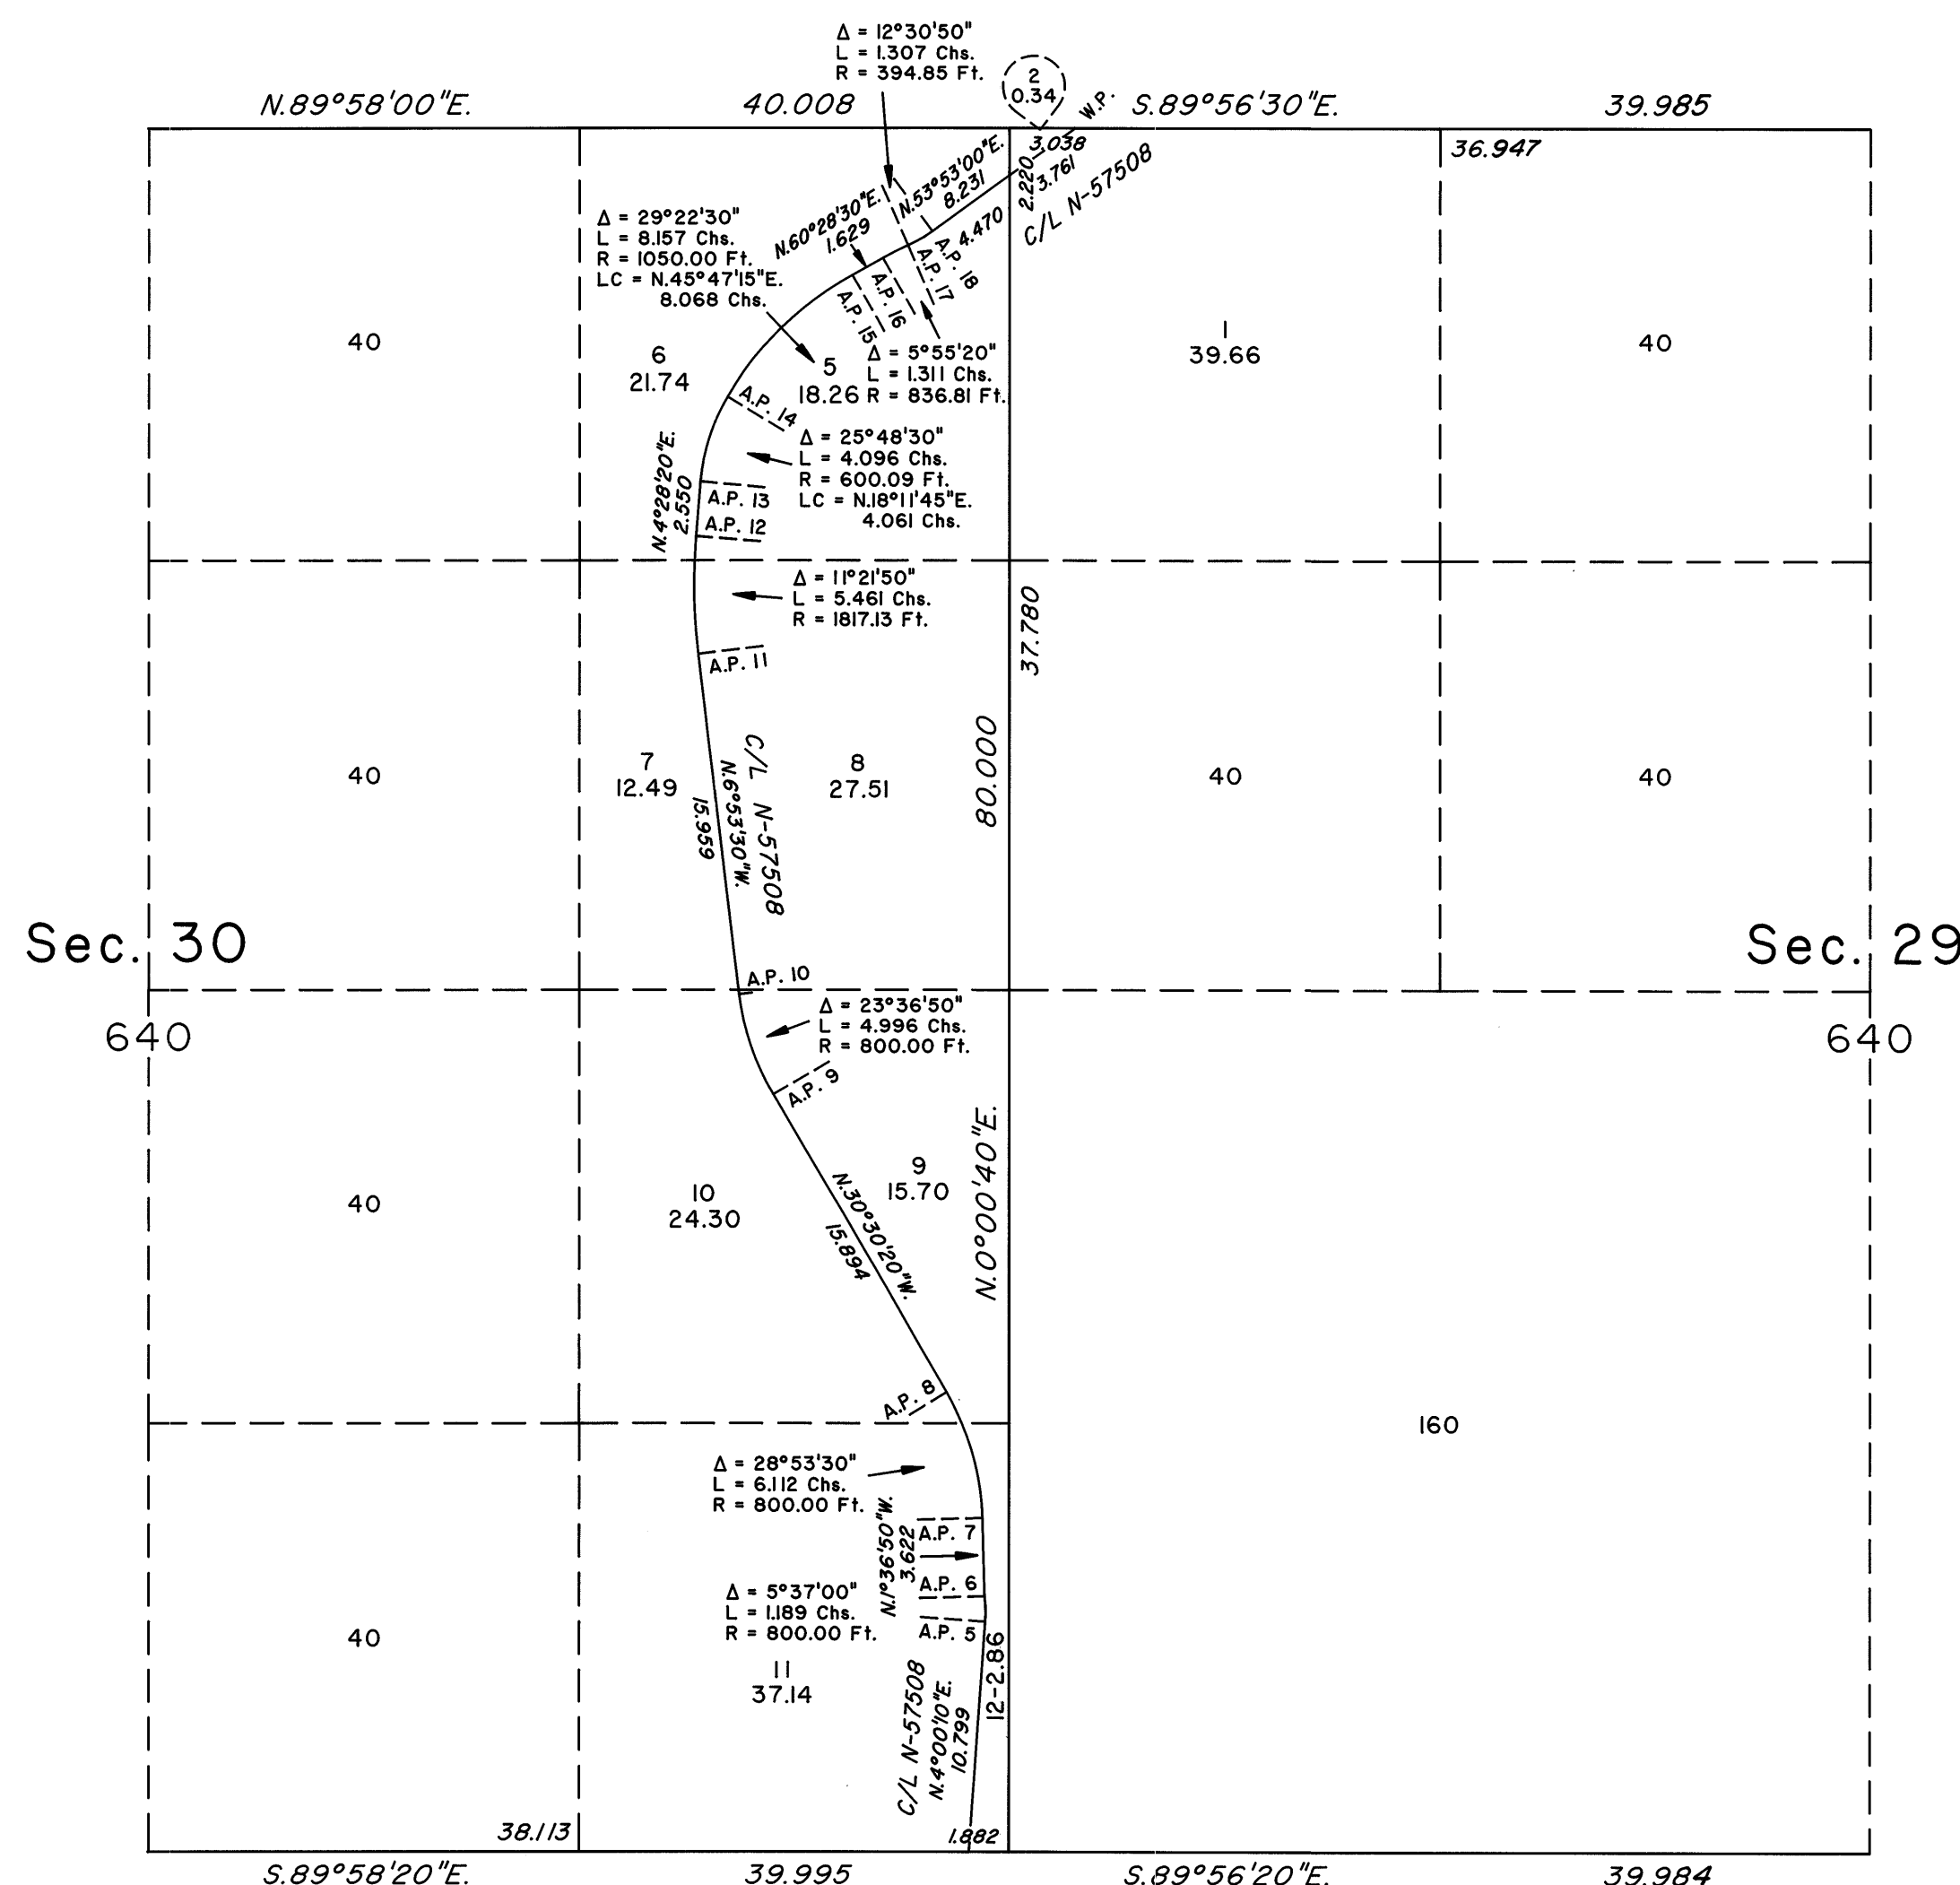 Δ = 12°30'50"
L = 1.307 Chs.
R = 394.85 Ft.
2
0.34
N.89°58'00"E.
40.008
S.89°56'30"E.
39.985
W.P.
3.038
36.947
2.220
3.761
C/L N-57508
N.53°53'00"E.
8.231
4.470
N.60°28'30"E.
1.629
Δ = 29°22'30"
L = 8.157 Chs.
R = 1050.00 Ft.
LC = N.45°47'15"E.
8.068 Chs.
A.P. 18
A.P. 17
A.P. 16
A.P. 15
40
6
21.74
5
18.26
Δ = 5°55'20"
L = 1.311 Chs.
R = 836.81 Ft.
1
39.66
40
A.P. 14
Δ = 25°48'30"
L = 4.096 Chs.
R = 600.09 Ft.
LC = N.18°11'45"E.
4.061 Chs.
N.4°28'20"E.
2.550
A.P. 13
A.P. 12
Δ = 11°21'50"
L = 5.461 Chs.
R = 1817.13 Ft.
37.780
A.P. 11
40
7
12.49
C/L N-57508
N.6°53'30"W.
15.959
8
27.51
80.000
40
40
Sec. 30
Sec. 29
A.P. 10
640
640
Δ = 23°36'50"
L = 4.996 Chs.
R = 800.00 Ft.
A.P. 9
40
10
24.30
N.30°30'20"W.
15.894
9
15.70
N.0°00'40"E.
A.P. 8
160
Δ = 28°53'30"
L = 6.112 Chs.
R = 800.00 Ft.
N.1°36'50"W.
3.622
A.P. 7
A.P. 6
Δ = 5°37'00"
L = 1.189 Chs.
R = 800.00 Ft.
A.P. 5
40
11
37.14
12-2.86
C/L N-57508
N.4°00'10"E.
10.799
38.113
1.882
S.89°58'20"E.
39.995
S.89°56'20"E.
39.984